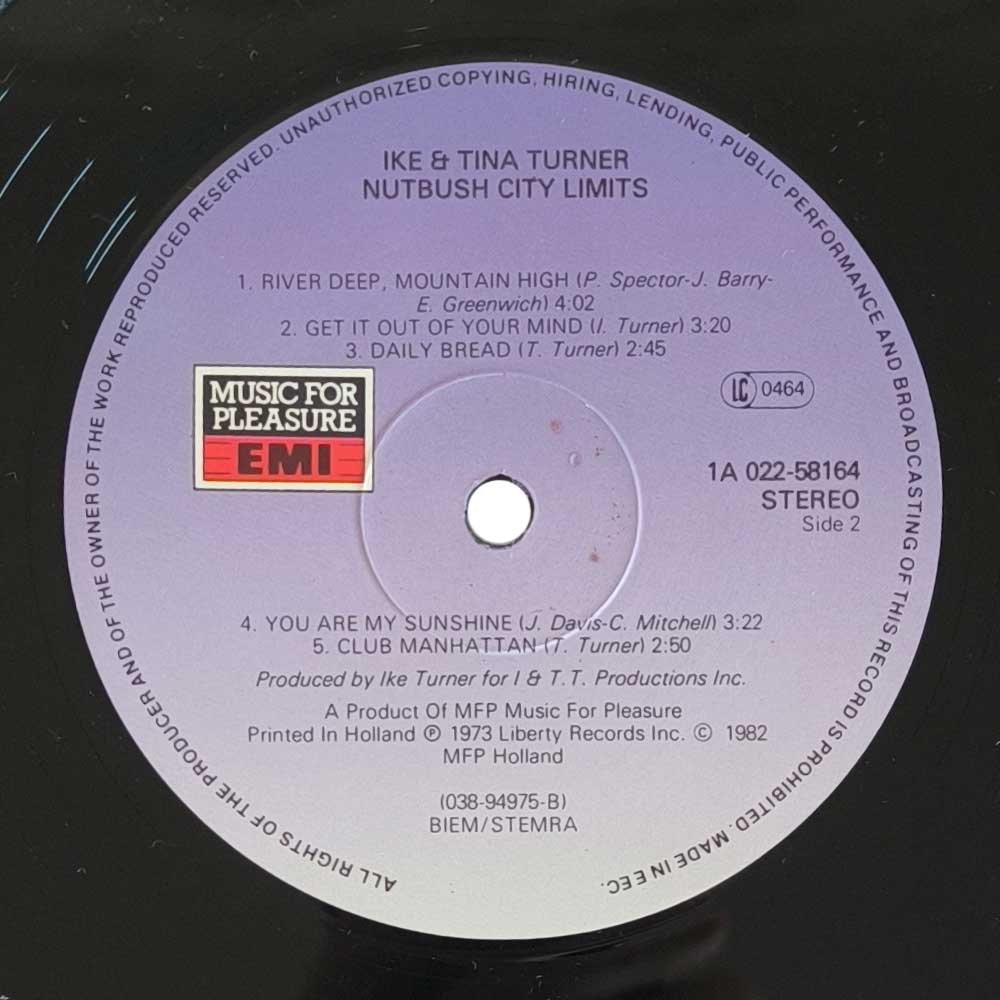 IKE & TINA TURNER
NUTBUSH CITY LIMITS
1. RIVER DEEP, MOUNTAIN HIGH (P. Spector-J. Barry-
E. Greenwich) 4:02
2. GET IT OUT OF YOUR MIND (I. Turner) 3:20
3. DAILY BREAD (T. Turner) 2:45
MUSIC FOR
PLEASURE
EMI
LC 0464
1A 022-58164
STEREO
Side 2
4. YOU ARE MY SUNSHINE (J. Davis-C. Mitchell) 3:22
5. CLUB MANHATTAN (T. Turner) 2:50
Produced by Ike Turner for I & T.T. Productions Inc.
A Product Of MFP Music For Pleasure
Printed In Holland ℗ 1973 Liberty Records Inc. © 1982
MFP Holland
(038-94975-B)
BIEM/STEMRA
ALL RIGHTS OF THE PRODUCER AND OF THE OWNER OF THE WORK REPRODUCED RESERVED. UNAUTHORIZED COPYING, HIRING, LENDING, PUBLIC PERFORMANCE AND BROADCASTING OF THIS RECORD IS PROHIBITED. MADE IN EEC.